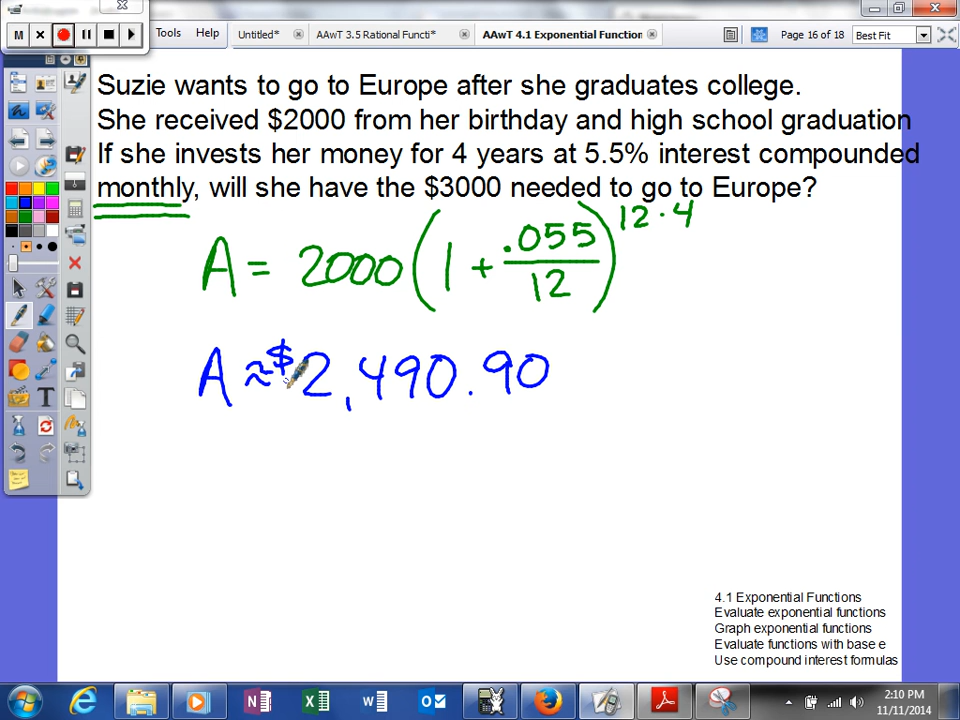 M
Tools Help Untitled* AAwT 3.5 Rational Functi* AAwT 4.1 Exponential Function Page 16 of 18 Best Fit
Suzie wants to go to Europe after she graduates college.
She received $2000 from her birthday and high school graduation
If she invests her money for 4 years at 5.5% interest compounded
monthly, will she have the $3000 needed to go to Europe?
A = 2000 (1 + .055/12)^12·4
A ≈ $2,490.90
4.1 Exponential Functions
Evaluate exponential functions
Graph exponential functions
Evaluate functions with base e
Use compound interest formulas
2:10 PM
11/11/2014